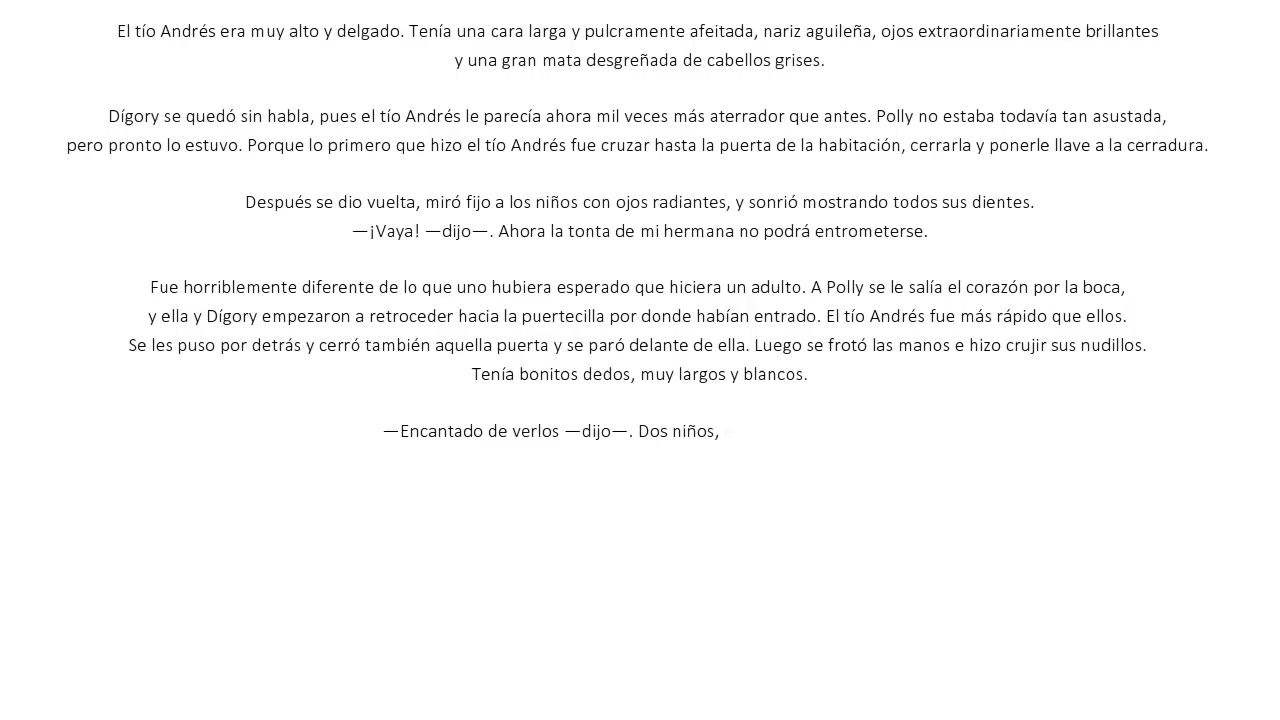 El tío Andrés era muy alto y delgado. Tenía una cara larga y pulcramente afeitada, nariz aguileña, ojos extraordinariamente brillantes
y una gran mata desgreñada de cabellos grises.
Dígory se quedó sin habla, pues el tío Andrés le parecía ahora mil veces más aterrador que antes. Polly no estaba todavía tan asustada,
pero pronto lo estuvo. Porque lo primero que hizo el tío Andrés fue cruzar hasta la puerta de la habitación, cerrarla y ponerle llave a la cerradura.
Después se dio vuelta, miró fijo a los niños con ojos radiantes, y sonrió mostrando todos sus dientes.
—¡Vaya! —dijo—. Ahora la tonta de mi hermana no podrá entrometerse.
Fue horriblemente diferente de lo que uno hubiera esperado que hiciera un adulto. A Polly se le salía el corazón por la boca,
y ella y Dígory empezaron a retroceder hacia la puertecilla por donde habían entrado. El tío Andrés fue más rápido que ellos.
Se les puso por detrás y cerró también aquella puerta y se paró delante de ella. Luego se frotó las manos e hizo crujir sus nudillos.
Tenía bonitos dedos, muy largos y blancos.
—Encantado de verlos —dijo—. Dos niños,